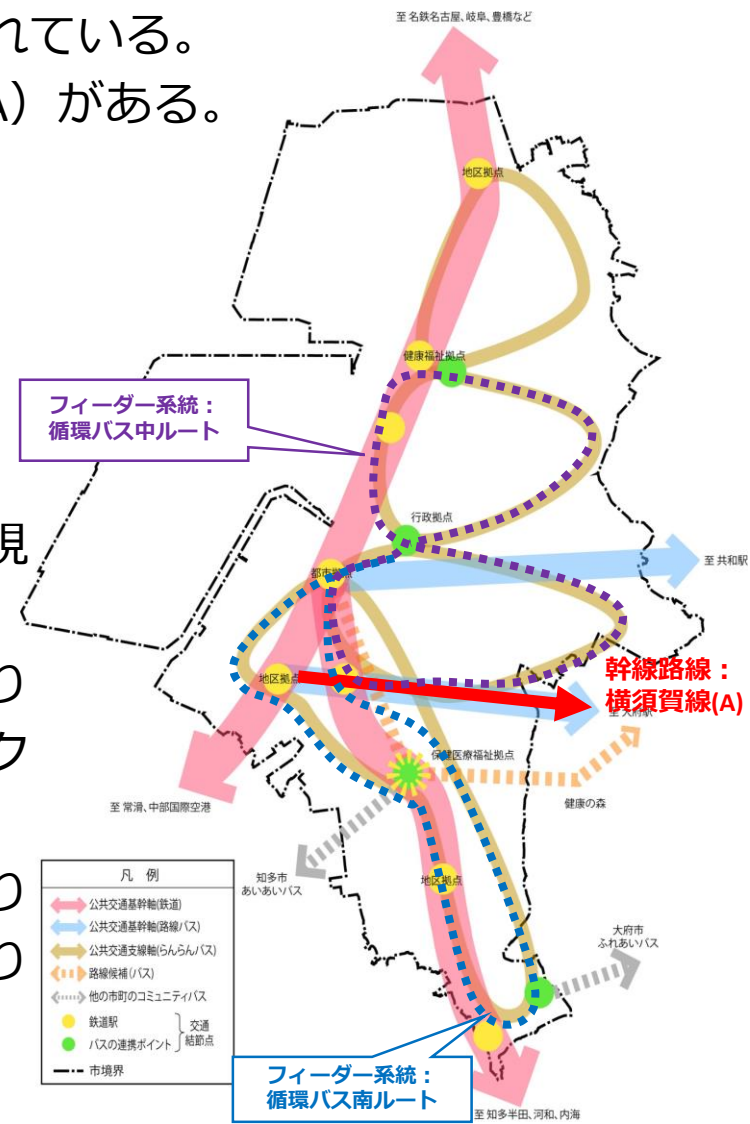 れている。
A）がある。
至 名鉄名古屋、岐阜、豊橋など
地区拠点
健康福祉拠点
フィーダー系統：
循環バス中ルート
行政拠点
見
都市拠点
至 共和駅
り
ク
地区拠点
幹線路線：
横須賀線(A)
至 大府駅
保健医療福祉拠点
至 常滑、中部国際空港
健康の森
知多市
あいあいバス
地区拠点
り
り
大府市
ふれあいバス
凡　例
公共交通基幹軸(鉄道)
公共交通基幹軸(路線バス)
公共交通支線軸(らんらんバス)
路線候補(バス)
他の市町のコミュニティバス
鉄道駅
バスの連携ポイント
交通
結節点
市境界
フィーダー系統：
循環バス南ルート
至 知多半田、河和、内海